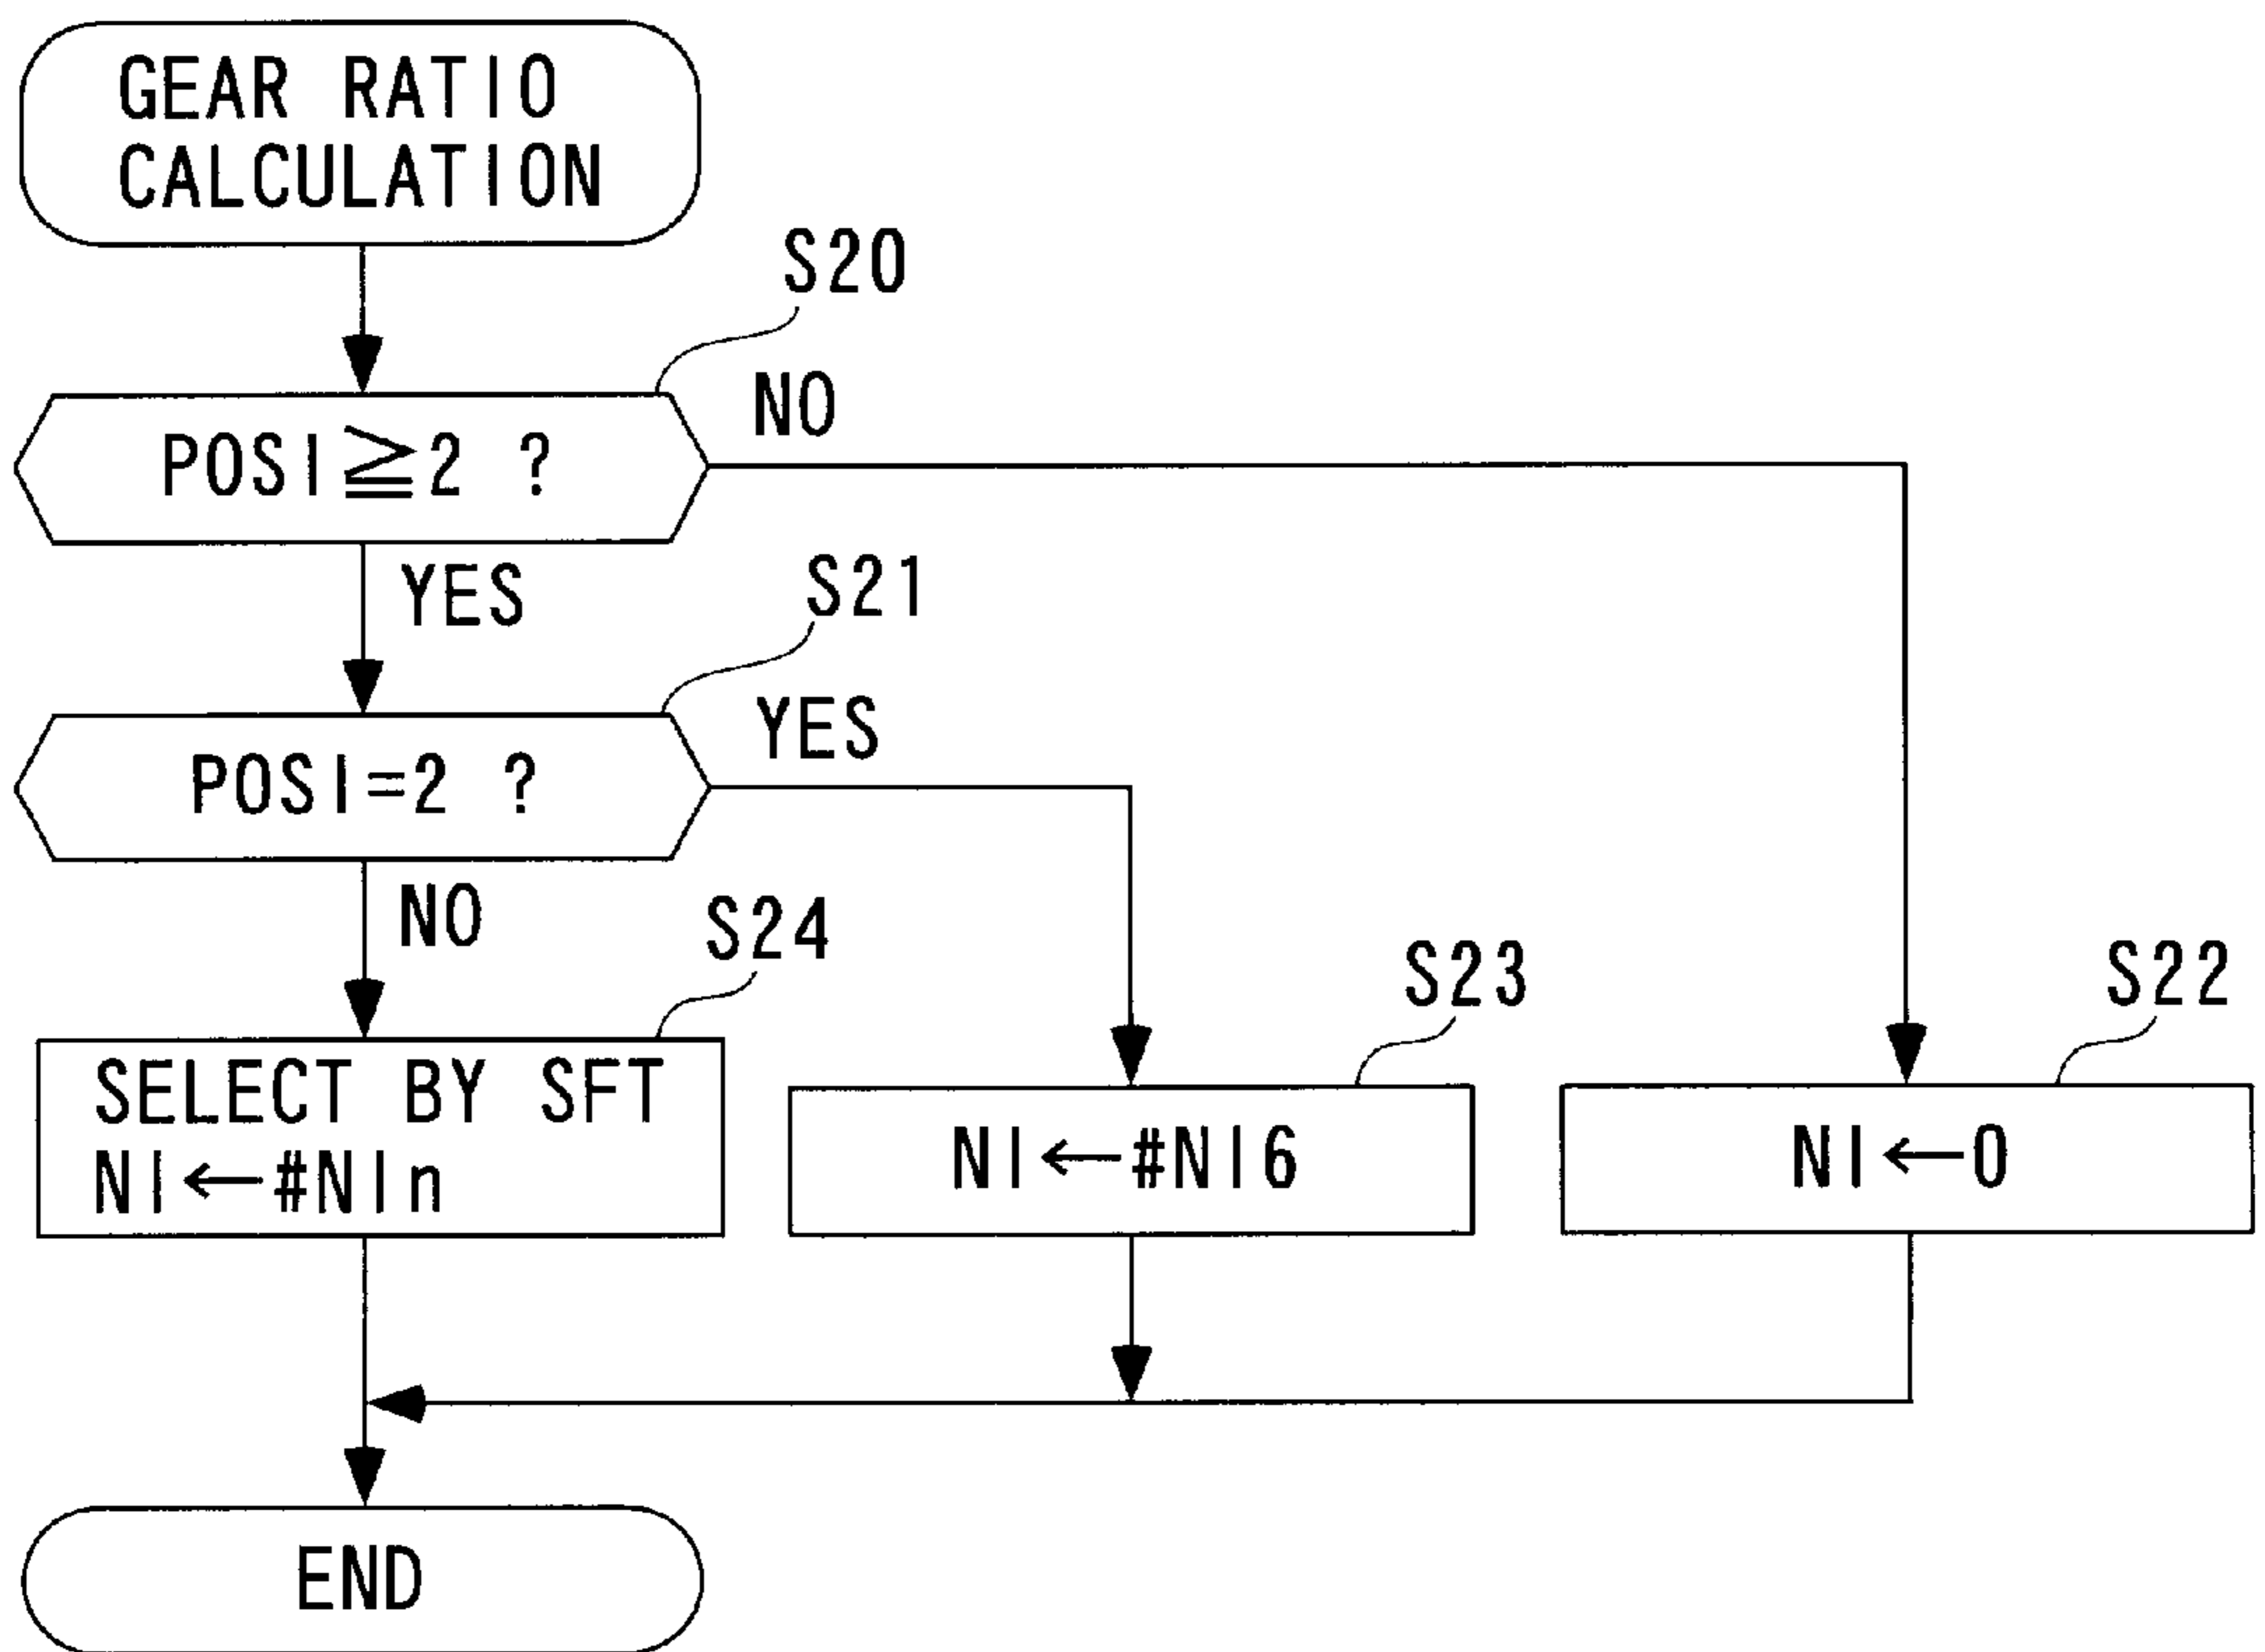 GEAR RATIO
CALCULATION
S20
POSI≧2 ?
NO
YES
S21
POSI=2 ?
YES
NO
S24
SELECT BY SFT
NI←#NIn
S23
NI←#NI6
S22
NI←0
END